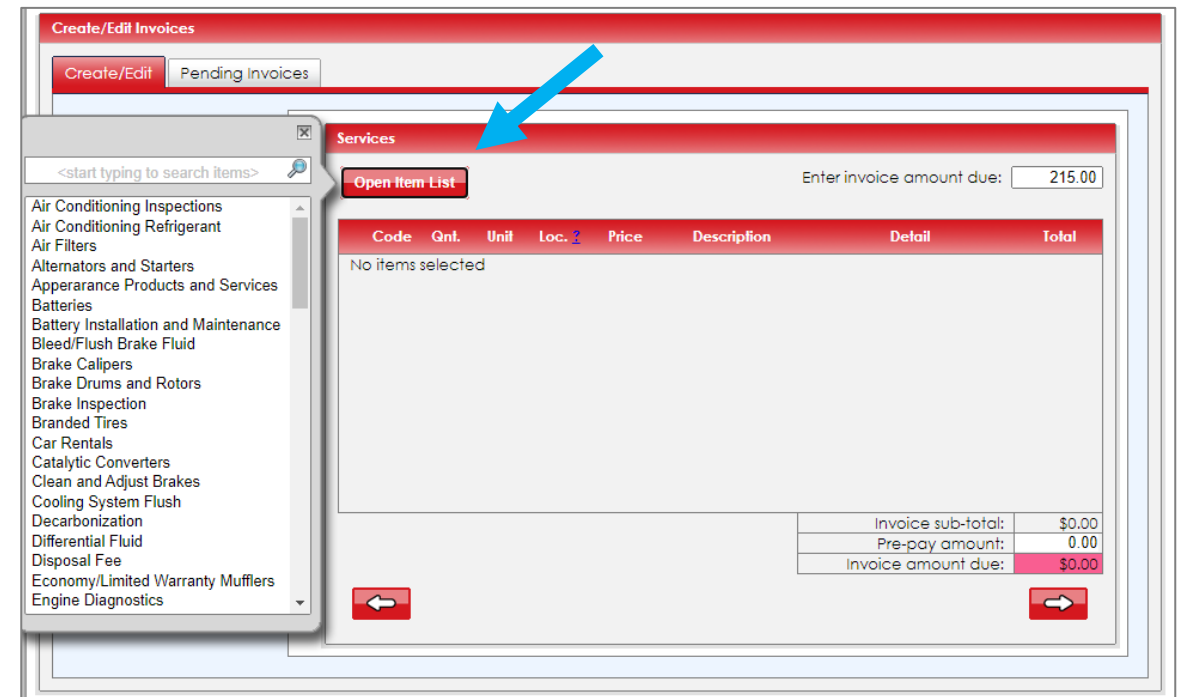 Create/Edit Invoices
Create/Edit
Pending Invoices
<start typing to search items>
Air Conditioning Inspections
Air Conditioning Refrigerant
Air Filters
Alternators and Starters
Apperarance Products and Services
Batteries
Battery Installation and Maintenance
Bleed/Flush Brake Fluid
Brake Calipers
Brake Drums and Rotors
Brake Inspection
Branded Tires
Car Rentals
Catalytic Converters
Clean and Adjust Brakes
Cooling System Flush
Decarbonization
Differential Fluid
Disposal Fee
Economy/Limited Warranty Mufflers
Engine Diagnostics
Services
Open Item List
Enter invoice amount due: 215.00
Code Qnt. Unit Loc. ? Price Description Detail Total
No items selected
Invoice sub-total: $0.00
Pre-pay amount: 0.00
Invoice amount due: $0.00